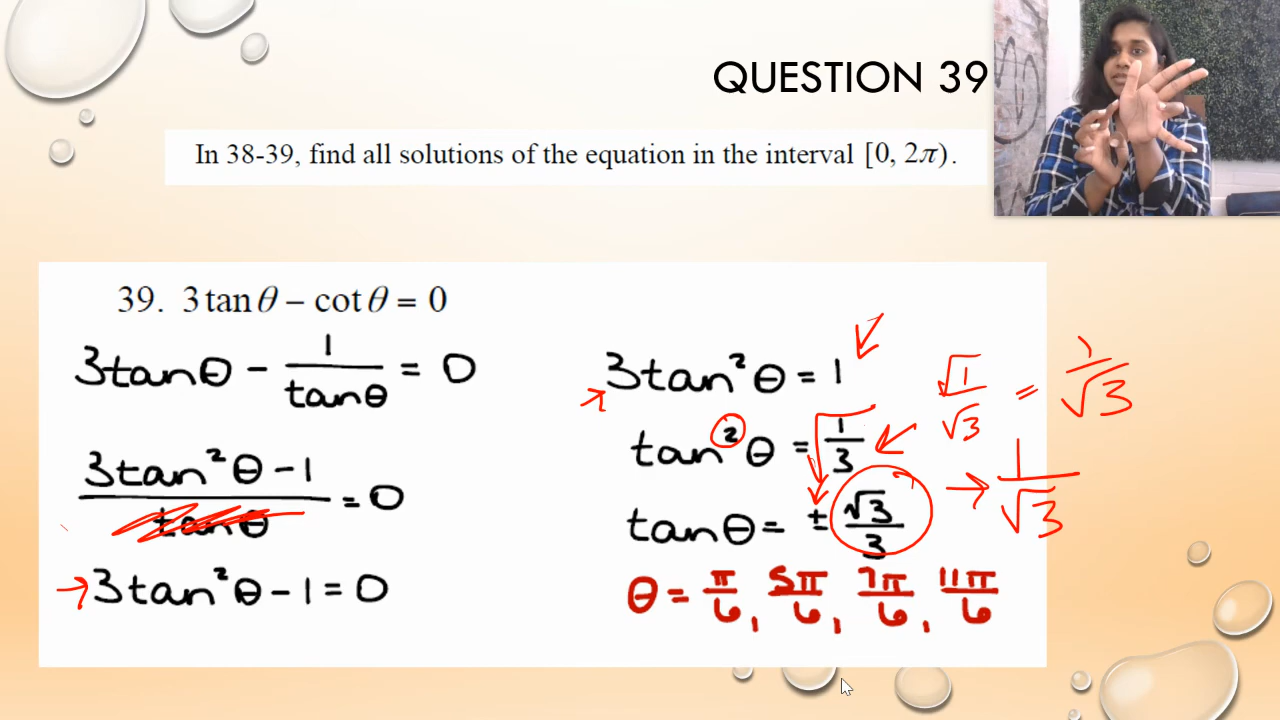 QUESTION 39
In 38-39, find all solutions of the equation in the interval [0, 2π).
39. 3 tan θ − cot θ = 0
3tanθ − 1/tanθ = 0
3tan²θ − 1/tanθ = 0
→ 3tan²θ − 1 = 0
3tan²θ = 1
tan²θ = √1/3
tanθ = ± √3/3
θ = π/6, 5π/6, 7π/6, 11π/6
√1/√3 = 1/√3
→ 1/√3